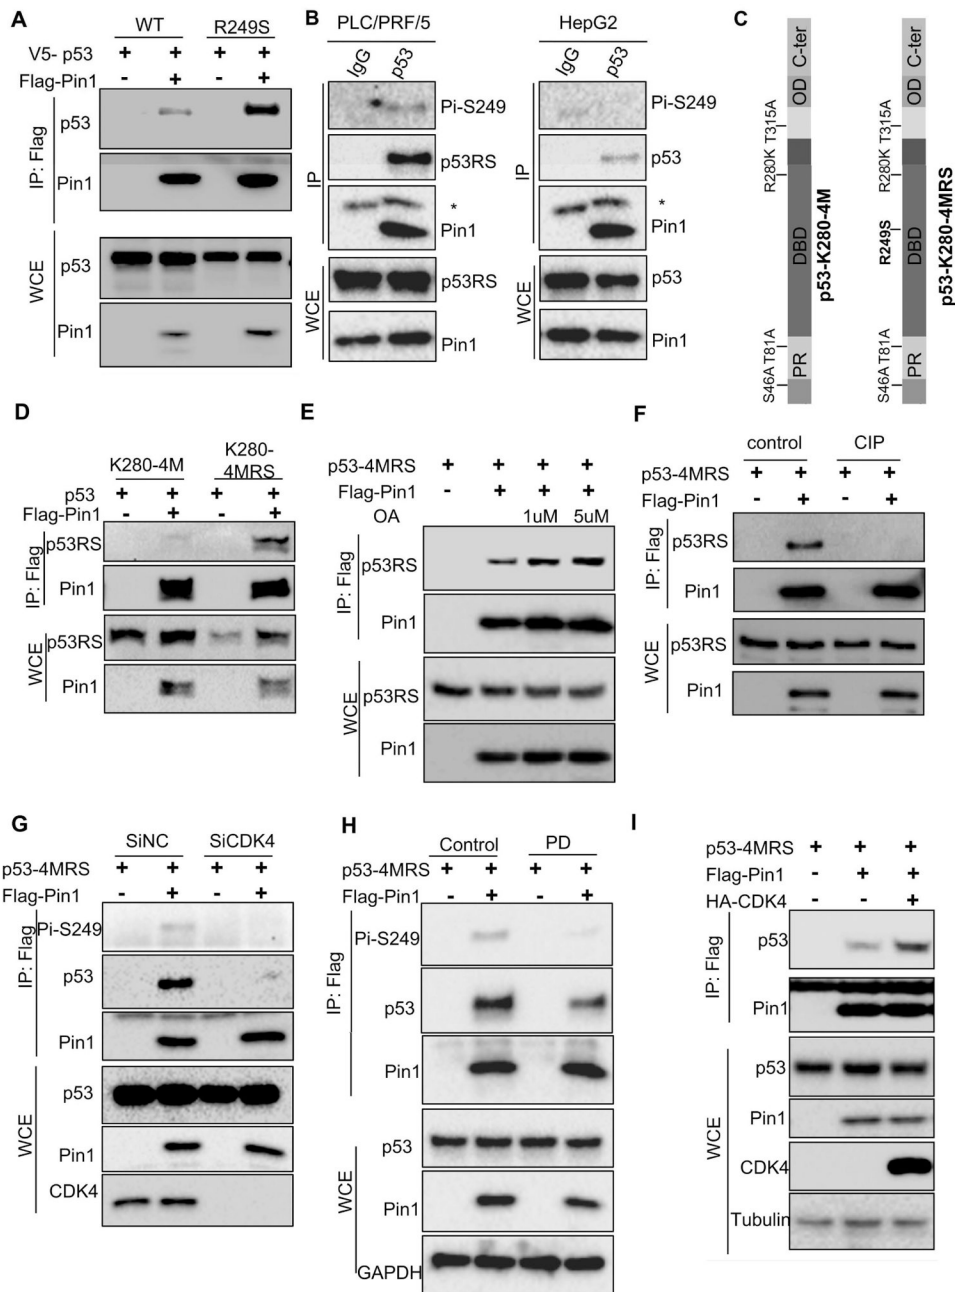 A
WT R249S
V5- p53 + + + +
Flag-Pin1 - + - +
IP: Flag
p53
Pin1
WCE
p53
Pin1
B
PLC/PRF/5 HepG2
IgG p53 IgG p53
IP
Pi-S249
p53RS
*
Pin1
WCE
p53RS
Pin1
IP
Pi-S249
p53
*
Pin1
WCE
p53
Pin1
C
S46A T81A R280K T315A
PR DBD OD C-ter
p53-K280-4M
S46A T81A R249S R280K T315A
PR DBD OD C-ter
p53-K280-4MRS
D
K280-4M K280-
4MRS
p53 + + + +
Flag-Pin1 - + - +
IP: Flag
p53RS
Pin1
WCE
p53RS
Pin1
E
p53-4MRS + + + +
Flag-Pin1 - + + +
OA 1uM 5uM
IP: Flag
p53RS
Pin1
WCE
p53RS
Pin1
F
control CIP
p53-4MRS + + + +
Flag-Pin1 - + - +
IP: Flag
p53RS
Pin1
WCE
p53RS
Pin1
G
SiNC SiCDK4
p53-4MRS + + + +
Flag-Pin1 - + - +
IP: Flag
Pi-S249
p53
Pin1
WCE
p53
Pin1
CDK4
H
Control PD
p53-4MRS + + + +
Flag-Pin1 - + - +
IP: Flag
Pi-S249
p53
Pin1
WCE
p53
Pin1
GAPDH
I
p53-4MRS + + +
Flag-Pin1 - + +
HA-CDK4 - - +
IP: Flag
p53
Pin1
WCE
p53
Pin1
CDK4
Tubulin